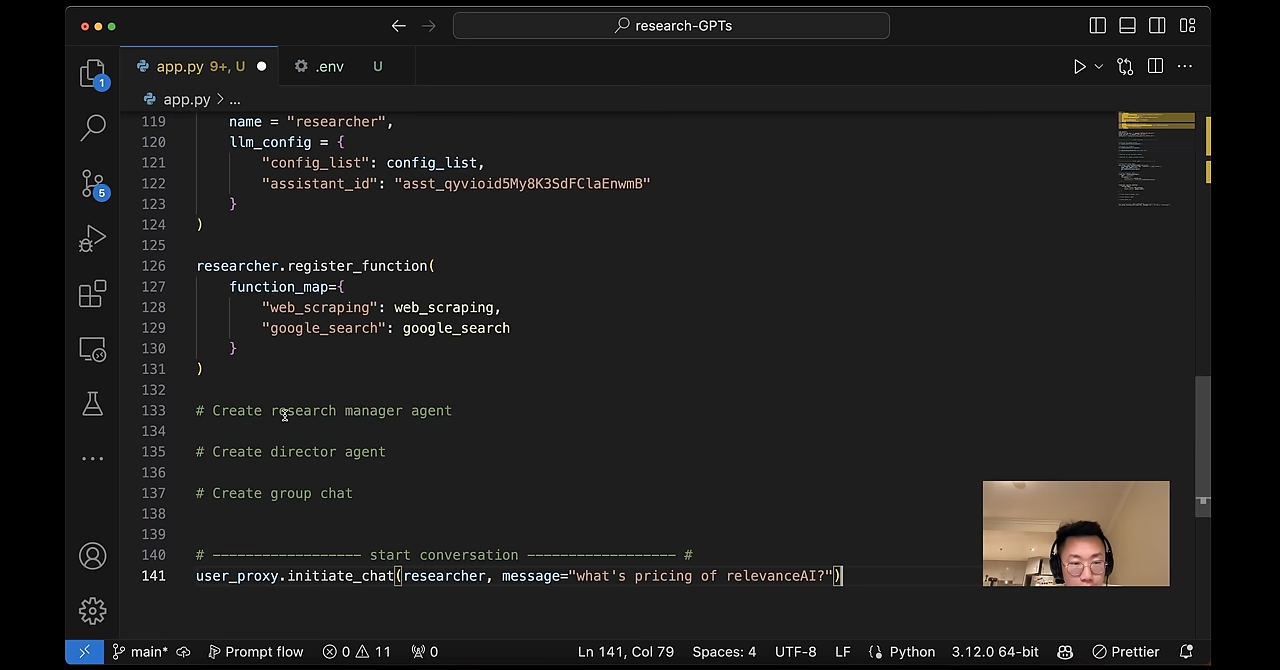 research-GPTs
app.py 9+, U
.env U
app.py > ...
119 name = "researcher",
120 llm_config = {
121 "config_list": config_list,
122 "assistant_id": "asst_qyvioid5My8K3SdFClaEnwmB"
123 }
124 )
125
126 researcher.register_function(
127 function_map={
128 "web_scraping": web_scraping,
129 "google_search": google_search
130 }
131 )
132
133 # Create research manager agent
134
135 # Create director agent
136
137 # Create group chat
138
139
140 # ------------------ start conversation ------------------ #
141 user_proxy.initiate_chat(researcher, message="what's pricing of relevanceAI?")
1
5
main* Prompt flow 0 11 0 Ln 141, Col 79 Spaces: 4 UTF-8 LF Python 3.12.0 64-bit Prettier